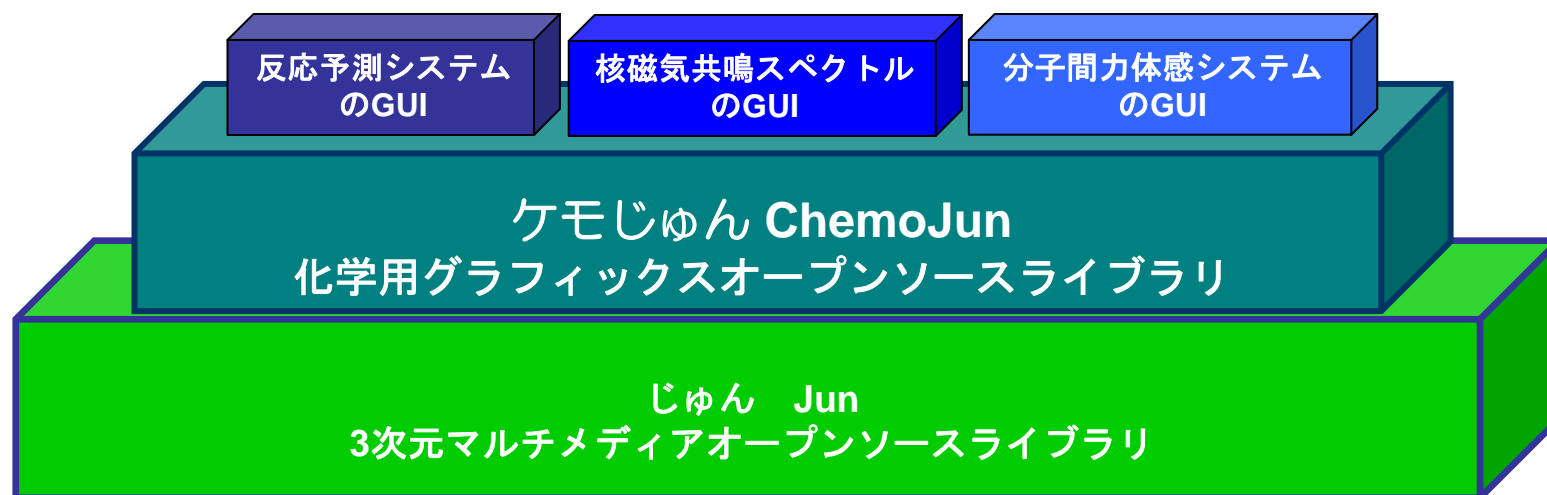 反応予測システム
のGUI
核磁気共鳴スペクトル
のGUI
分子間力体感システム
のGUI
ケモじゅん ChemoJun
化学用グラフィックスオープンソースライブラリ
じゅん　Jun
3次元マルチメディアオープンソースライブラリ